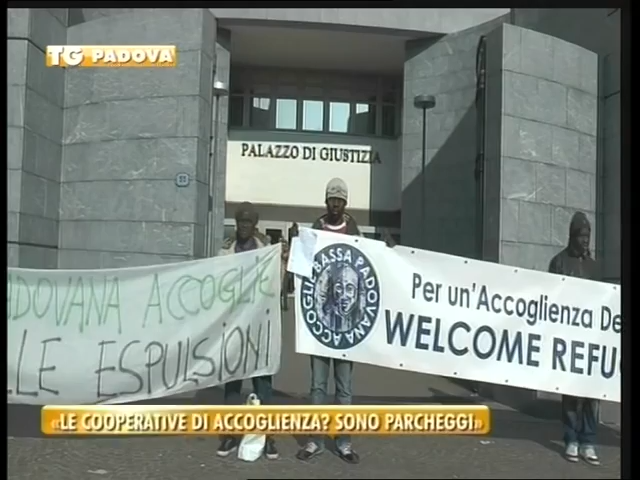 TG PADOVA
PALAZZO DI GIUSTIZIA
ADOVANA ACCOGLIE
LE ESPULSIONI
BASSA PADOVANA ACCOGLIE
Per un'Accoglienza De
WELCOME REFU
«LE COOPERATIVE DI ACCOGLIENZA? SONO PARCHEGGI»